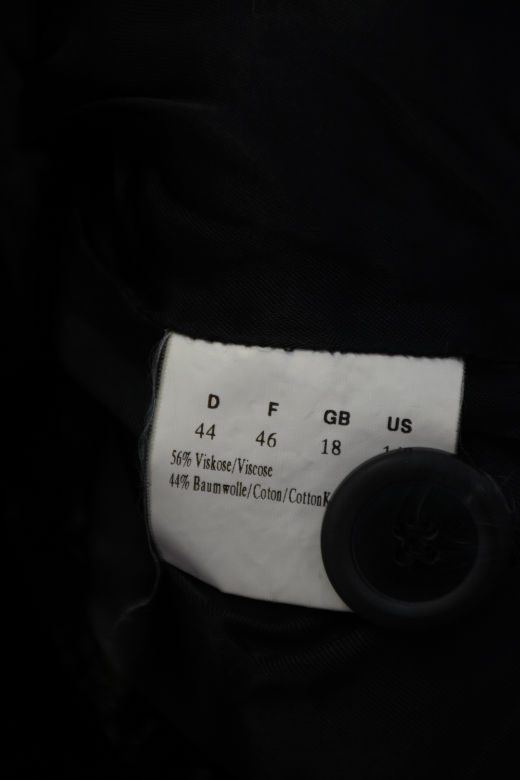 D F GB US
44 46 18
56% Viskose/Viscose
44% Baumwolle/Coton/Cotton